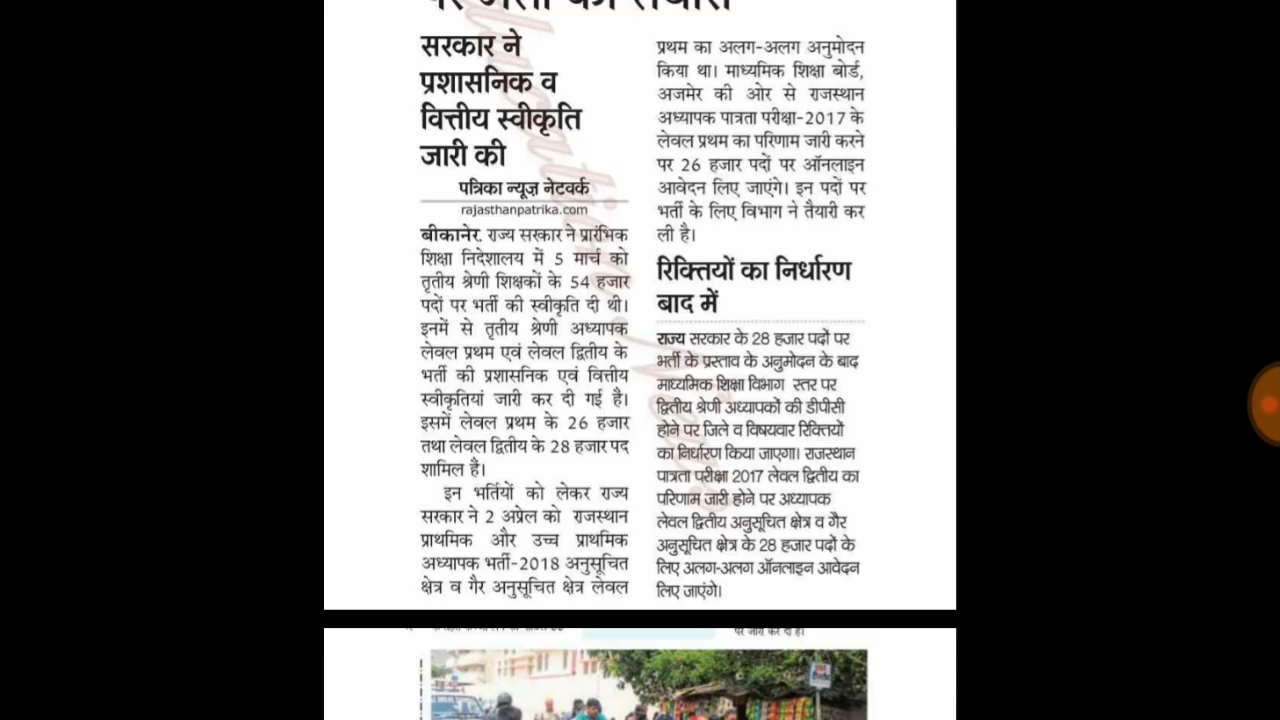 सरकार ने
प्रशासनिक व
वित्तीय स्वीकृति
जारी की
पत्रिका न्यूज़ नेटवर्क
rajasthanpatrika.com
बीकानेर. राज्य सरकार ने प्रारंभिक
शिक्षा निदेशालय में 5 मार्च को
तृतीय श्रेणी शिक्षकों के 54 हजार
पदों पर भर्ती की स्वीकृति दी थी।
इनमें से तृतीय श्रेणी अध्यापक
लेवल प्रथम एवं लेवल द्वितीय के
भर्ती की प्रशासनिक एवं वित्तीय
स्वीकृतियां जारी कर दी गई है।
इसमें लेवल प्रथम के 26 हजार
तथा लेवल द्वितीय के 28 हजार पद
शामिल हैं।
इन भर्तियों को लेकर राज्य
सरकार ने 2 अप्रेल को राजस्थान
प्राथमिक और उच्च प्राथमिक
अध्यापक भर्ती-2018 अनुसूचित
क्षेत्र व गैर अनुसूचित क्षेत्र लेवल
प्रथम का अलग-अलग अनुमोदन
किया था। माध्यमिक शिक्षा बोर्ड,
अजमेर की ओर से राजस्थान
अध्यापक पात्रता परीक्षा-2017 के
लेवल प्रथम का परिणाम जारी करने
पर 26 हजार पदों पर ऑनलाइन
आवेदन लिए जाएंगे। इन पदों पर
भर्ती के लिए विभाग ने तैयारी कर
ली है।
रिक्तियों का निर्धारण
बाद में
राज्य सरकार के 28 हजार पदों पर
भर्ती के प्रस्ताव के अनुमोदन के बाद
माध्यमिक शिक्षा विभाग स्तर पर
द्वितीय श्रेणी अध्यापकों की डीपीसी
होने पर जिले व विषयवार रिक्तियों
का निर्धारण किया जाएगा। राजस्थान
पात्रता परीक्षा 2017 लेवल द्वितीय का
परिणाम जारी होने पर अध्यापक
लेवल द्वितीय अनुसूचित क्षेत्र व गैर
अनुसूचित क्षेत्र के 28 हजार पदों के
लिए अलग-अलग ऑनलाइन आवेदन
लिए जाएंगे।
पर जारी कर दी है।